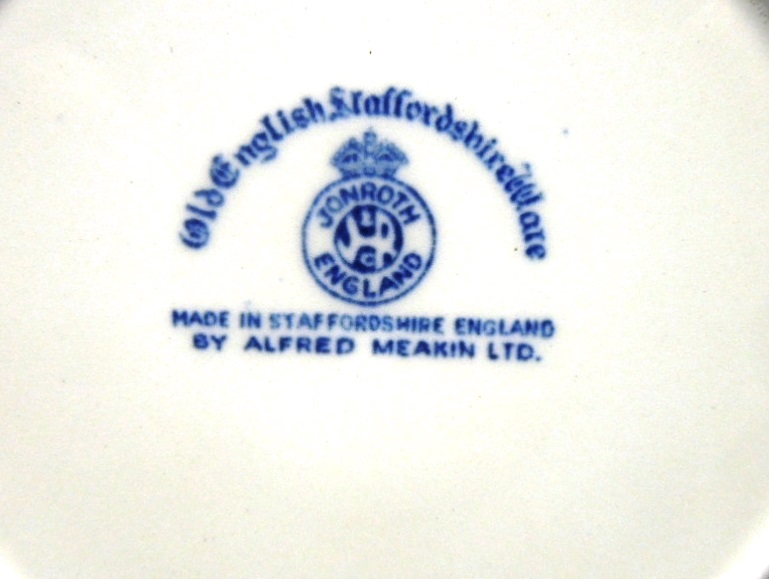 Old English Staffordshire Ware
JONROTH
ENGLAND
MADE IN STAFFORDSHIRE ENGLAND
BY ALFRED MEAKIN LTD.